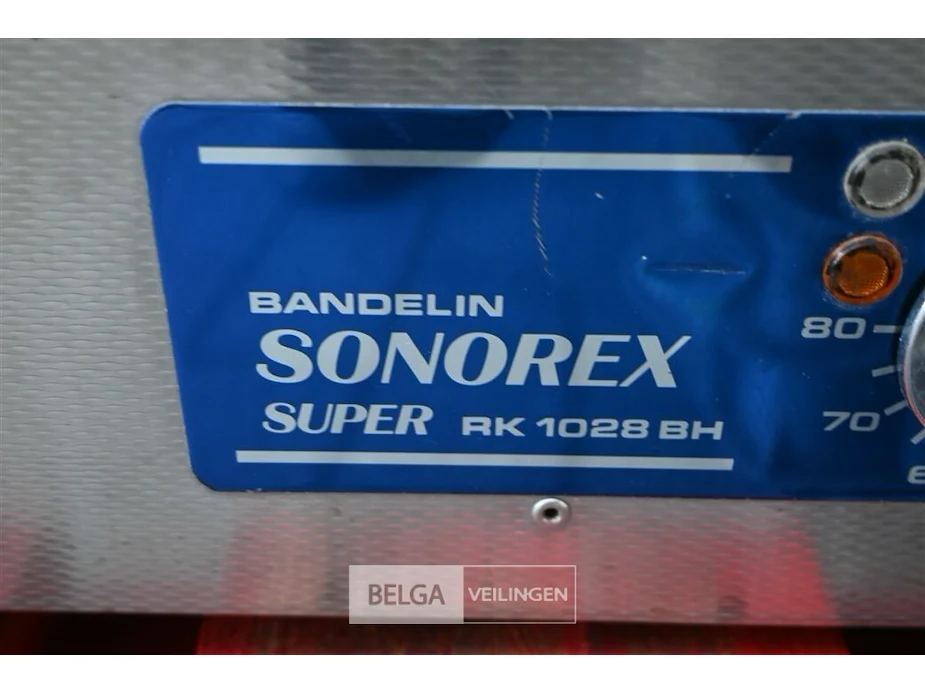 BANDELIN
SONOREX
SUPER RK 1028 BH
80
70
BELGA VEILINGEN